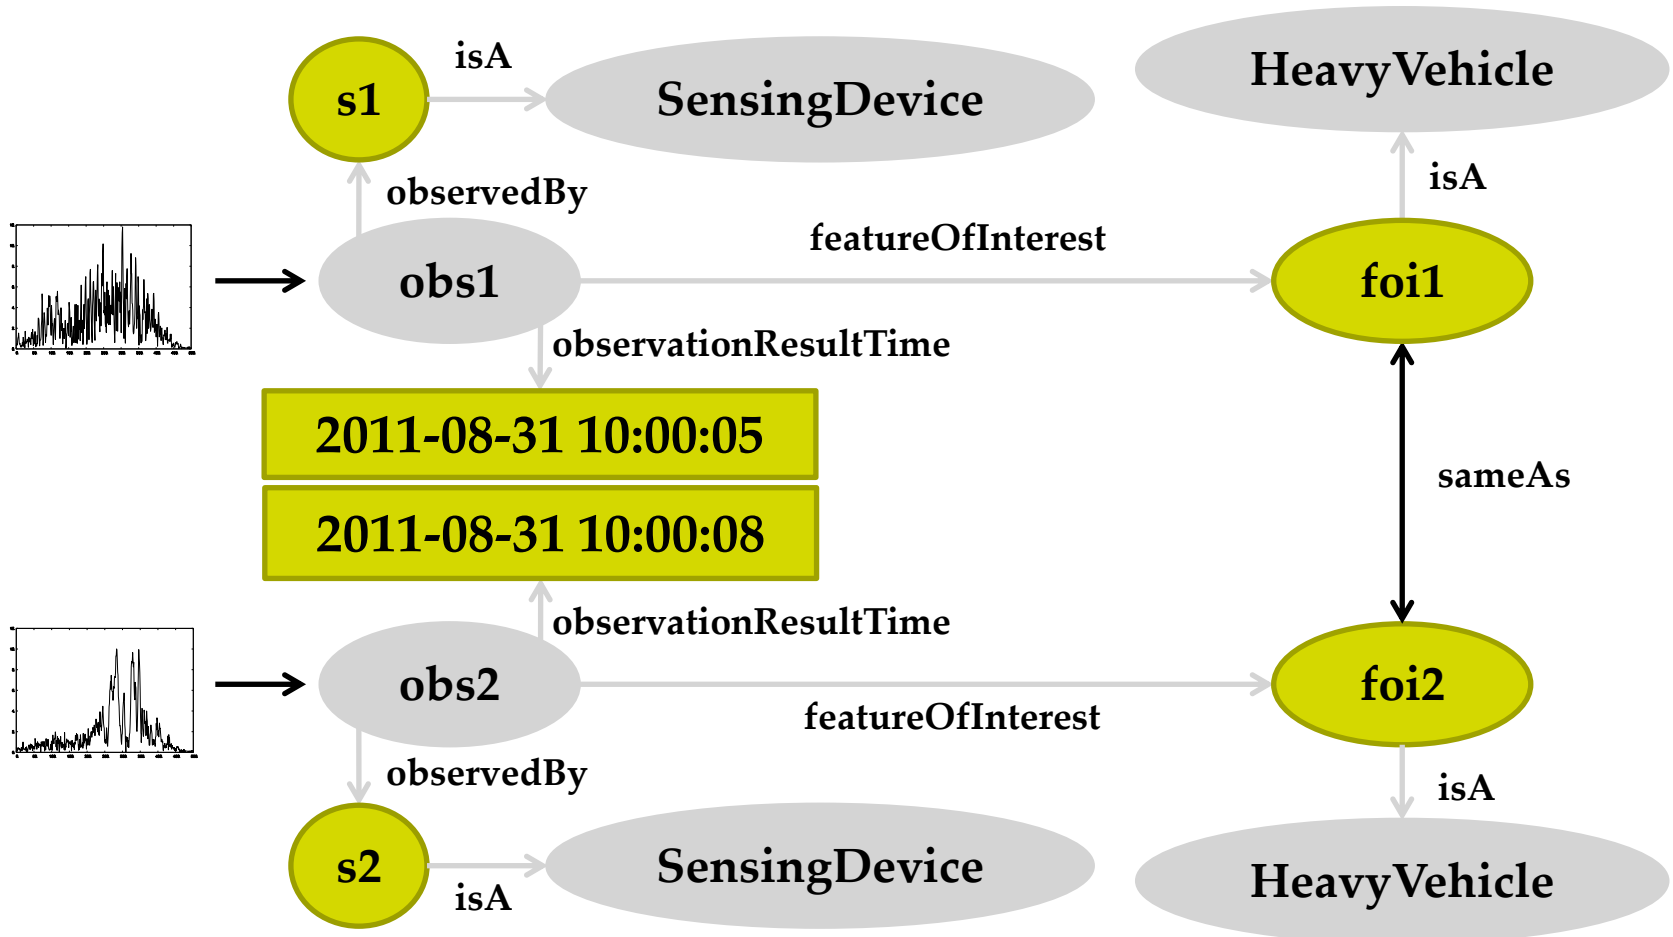 isA
HeavyVehicle
s1
SensingDevice
isA
observedBy
featureOfInterest
obs1
foi1
observationResultTime
2011-08-31 10:00:05
sameAs
2011-08-31 10:00:08
observationResultTime
obs2
foi2
featureOfInterest
observedBy
isA
s2
SensingDevice
HeavyVehicle
isA